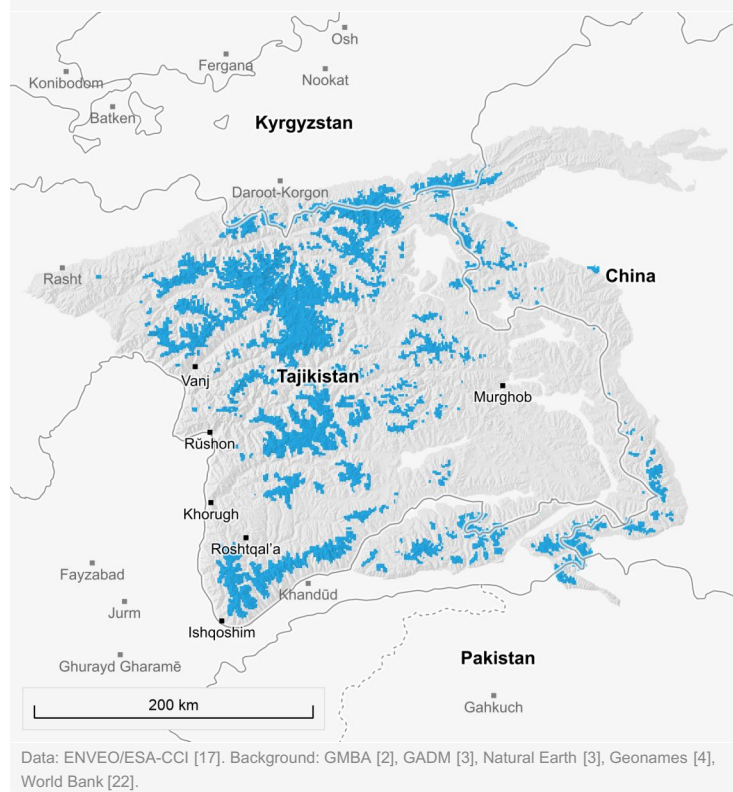 Osh
Fergana
Nookat
Konibodom
Batken
Kyrgyzstan
Daroot-Korgon
Rasht
China
Vanj
Tajikistan
Murghob
Rŭshon
Khorugh
Roshtqal’a
Fayzabad
Khandūd
Jurm
Ishqoshim
Ghurayd Gharamē
Pakistan
200 km
Gahkuch
Data: ENVEO/ESA-CCI [17]. Background: GMBA [2], GADM [3], Natural Earth [3], Geonames [4],
World Bank [22].